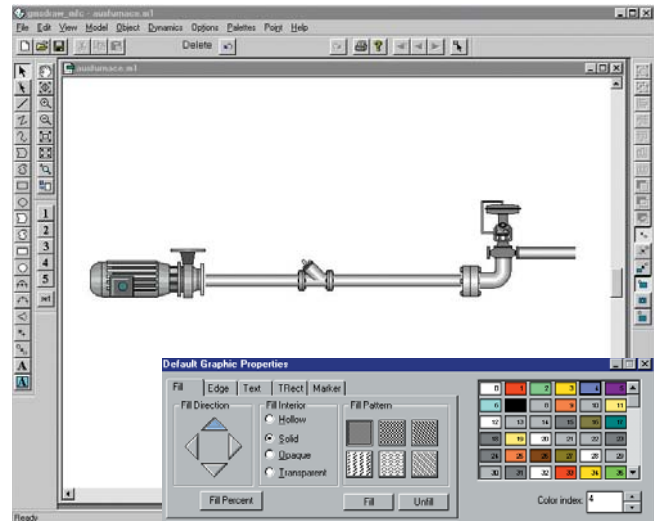 gmsdraw_mfc - ausfurnace.m1
File Edit View Model Object Dynamics Options Palettes Point Help
Delete
ausfurnace.m1
1
2
3
4
5
A
A
Default Graphic Properties
Fill Edge Text TRect Marker
Fill Direction
Fill Percent
Fill Interior
Hollow
Solid
Opaque
Transparent
Fill Pattern
Fill Unfill
0 1 2 3 4 5
6 8 9 10 11
12 13 14 15 16 17
18 19 20 21 22 23
24 25 26 27 28 29
30 31 32 33 34 35
Color index: 4
Ready